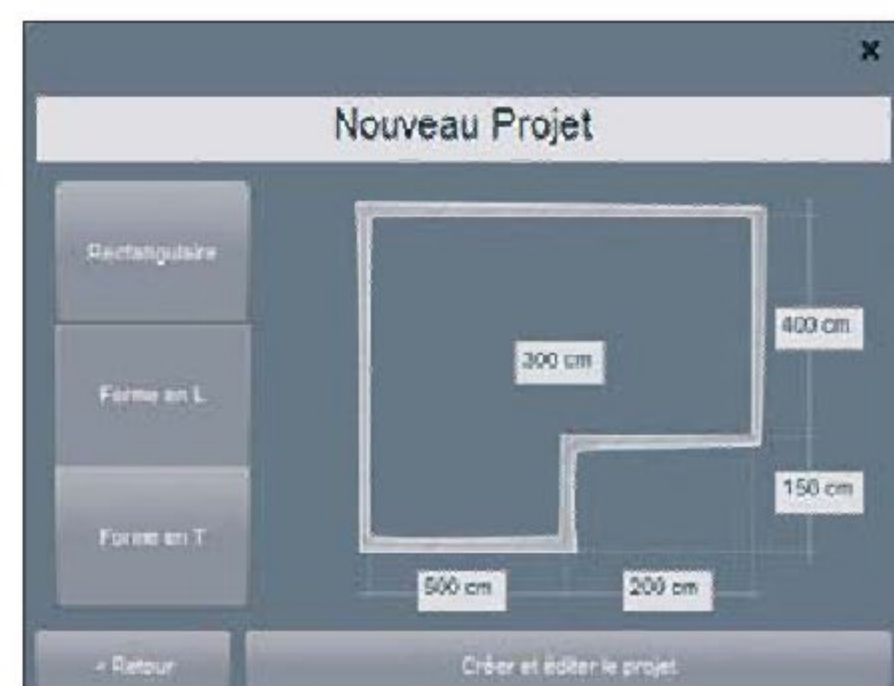 ×
Nouveau Projet
Rectangulaire
Forme en L
Forme en T
300 cm
400 cm
150 cm
500 cm
200 cm
< Retour
Créer et éditer le projet